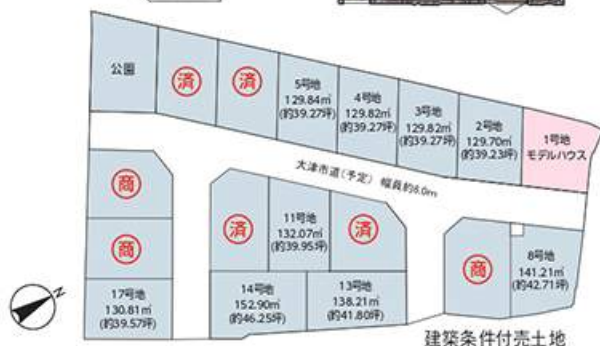 公園
済
済
5号地
129.84㎡
(約39.27坪)
4号地
129.82㎡
(約39.27坪)
3号地
129.82㎡
(約39.27坪)
2号地
129.70㎡
(約39.23坪)
1号地
モデルハウス
大津市道(予定) 幅員約6.0m
商
商
17号地
130.81㎡
(約39.57坪)
済
11号地
132.07㎡
(約39.95坪)
済
14号地
152.90㎡
(約46.25坪)
13号地
138.21㎡
(約41.80坪)
商
8号地
141.21㎡
(約42.71坪)
N
建築条件付売土地